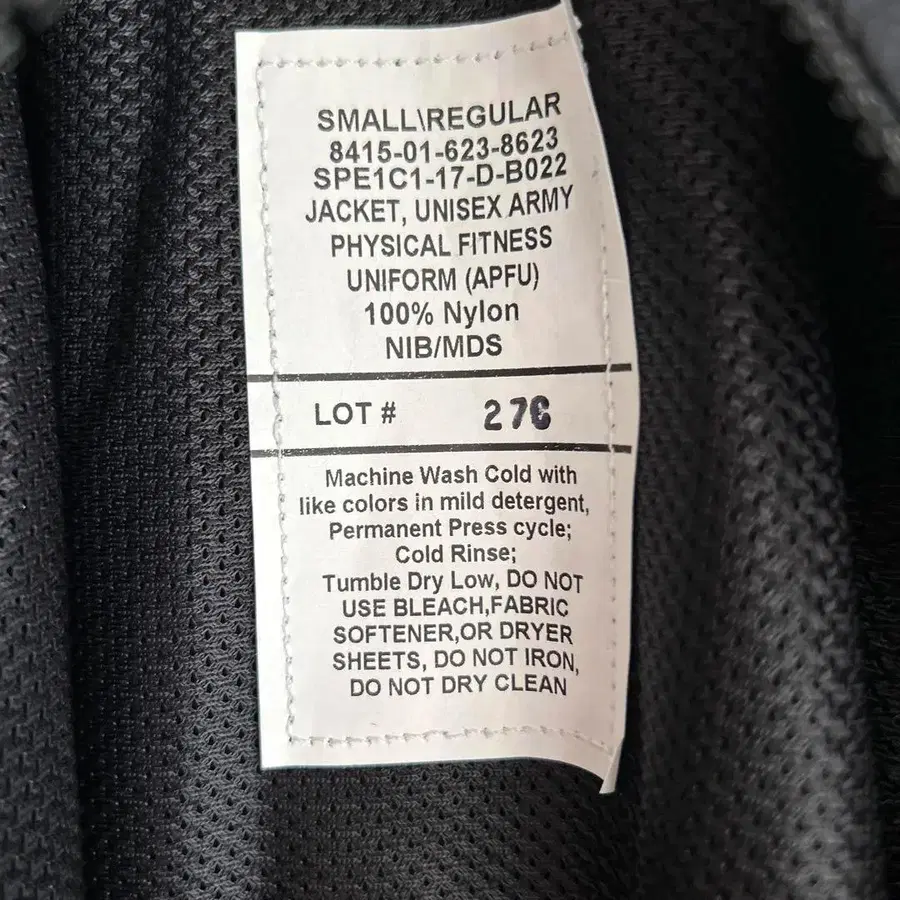 SMALL\REGULAR
8415-01-623-8623
SPE1C1-17-D-B022
JACKET, UNISEX ARMY
PHYSICAL FITNESS
UNIFORM (APFU)
100% Nylon
NIB/MDS
LOT #
Machine Wash Cold with
like colors in mild detergent,
Permanent Press cycle;
Cold Rinse;
Tumble Dry Low, DO NOT
USE BLEACH,FABRIC
SOFTENER,OR DRYER
SHEETS, DO NOT IRON,
DO NOT DRY CLEAN